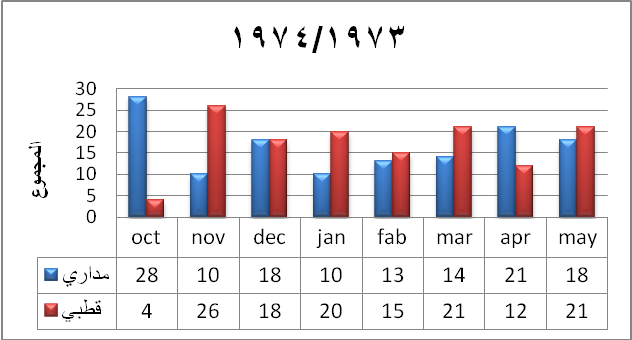 ١٩٧٤/١٩٧٣
المجموع
30
25
20
15
10
5
0
oct nov dec jan fab mar apr may
مداري 28 10 18 10 13 14 21 18
قطبي 4 26 18 20 15 21 12 21